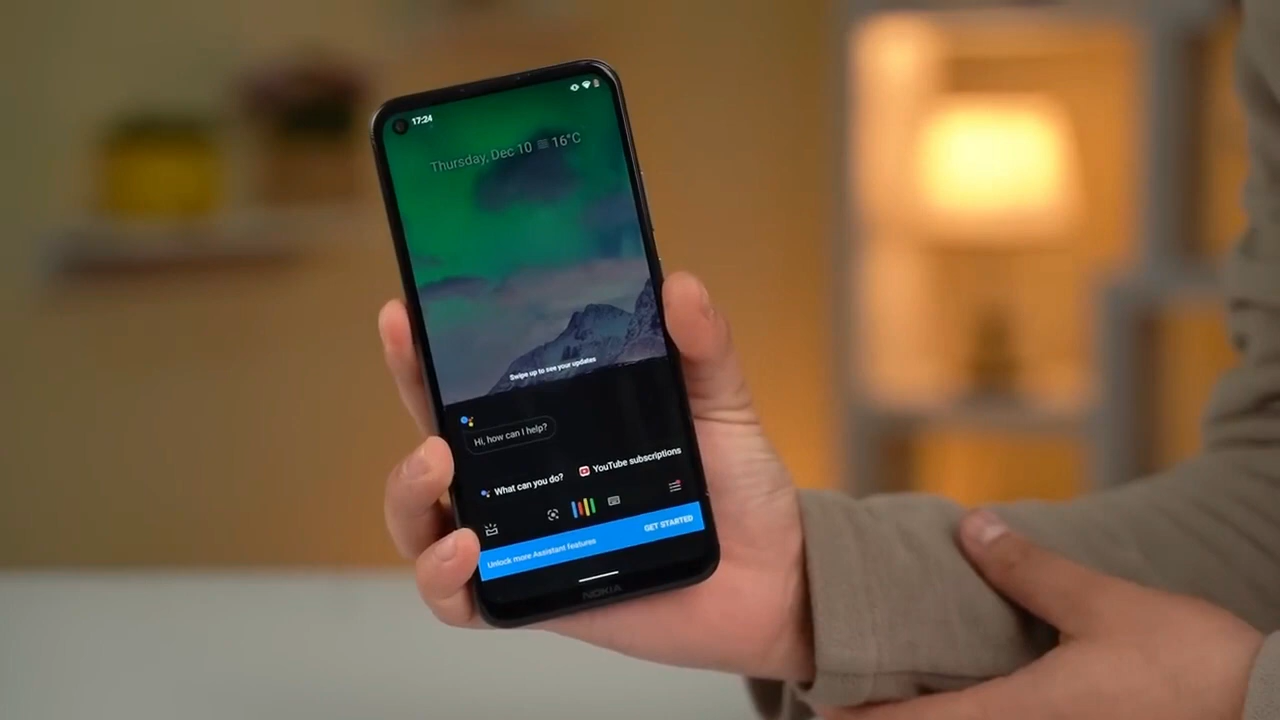 17:24
Thursday, Dec 10 16°C
Swipe up to see your updates
Hi, how can I help?
What can you do? YouTube subscriptions
Unlock more Assistant features GET STARTED
NOKIA